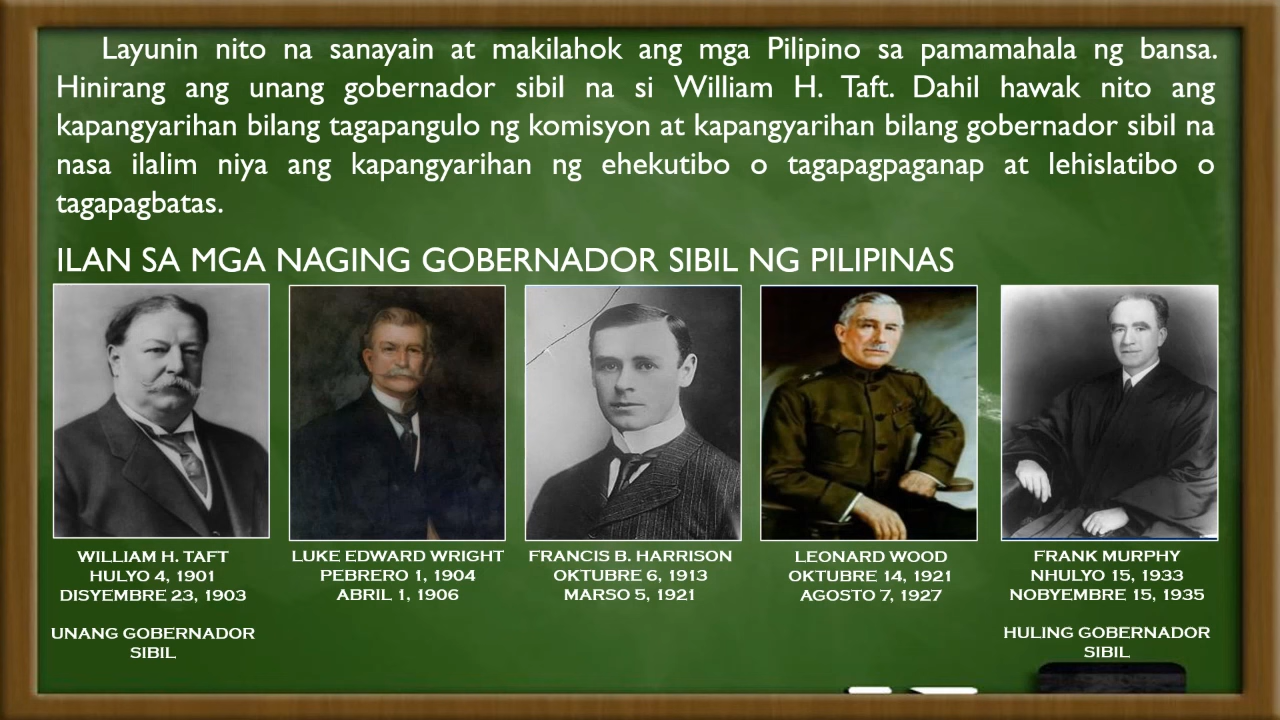 Layunin nito na sanayain at makilahok ang mga Pilipino sa pamamahala ng bansa.
Hinirang ang unang gobernador sibil na si William H. Taft. Dahil hawak nito ang
kapangyarihan bilang tagapangulo ng komisyon at kapangyarihan bilang gobernador sibil na
nasa ilalim niya ang kapangyarihan ng ehekutibo o tagapagpaganap at lehislatibo o
tagapagbatas.
ILAN SA MGA NAGING GOBERNADOR SIBIL NG PILIPINAS
WILLIAM H. TAFT
HULYO 4, 1901
DISYEMBRE 23, 1903
UNANG GOBERNADOR
SIBIL
LUKE EDWARD WRIGHT
PEBRERO 1, 1904
ABRIL 1, 1906
FRANCIS B. HARRISON
OKTUBRE 6, 1913
MARSO 5, 1921
LEONARD WOOD
OKTUBRE 14, 1921
AGOSTO 7, 1927
FRANK MURPHY
NHULYO 15, 1933
NOBYEMBRE 15, 1935
HULING GOBERNADOR
SIBIL